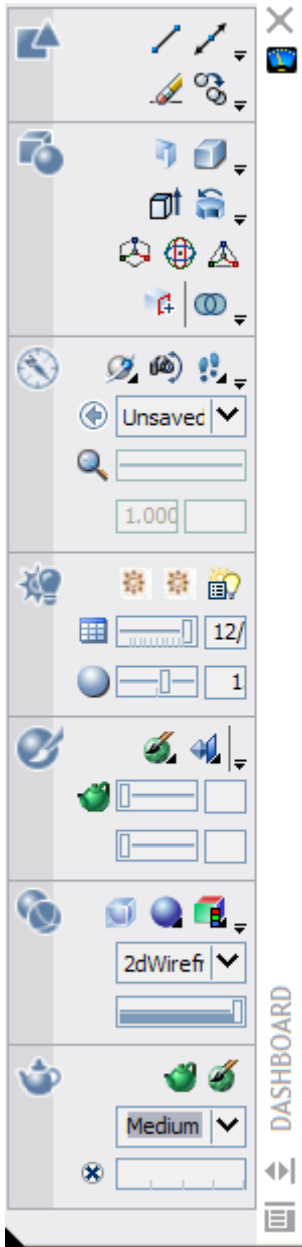 Unsaved
1.000
12/
1
2dWirefr
Medium
DASHBOARD